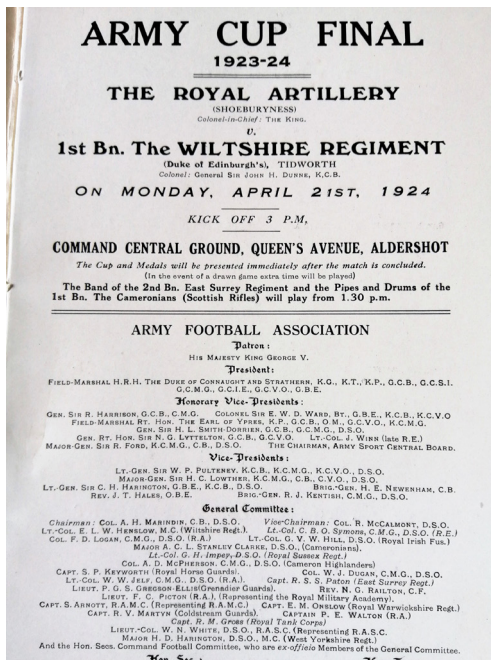 ARMY CUP FINAL
1923-24
THE ROYAL ARTILLERY
(SHOEBURYNESS)
Colonel-in-Chief: THE KING.
v.
1st Bn. The WILTSHIRE REGIMENT
(Duke of Edinburgh's), TIDWORTH
Colonel: General SIR JOHN H. DUNNE, K.C.B.
ON MONDAY, APRIL 21ST, 1924
KICK OFF 3 P.M.
COMMAND CENTRAL GROUND, QUEEN'S AVENUE, ALDERSHOT
The Cup and Medals will be presented immediately after the match is concluded.
(In the event of a drawn game extra time will be played)
The Band of the 2nd Bn. East Surrey Regiment and the Pipes and Drums of the
1st Bn. The Cameronians (Scottish Rifles) will play from 1.30 p.m.
ARMY FOOTBALL ASSOCIATION
Patron:
HIS MAJESTY KING GEORGE V.
President:
FIELD-MARSHAL H.R.H. THE DUKE OF CONNAUGHT AND STRATHERN, K.G., K.T., K.P., G.C.B., G.C.S.I.
G.C.M.G., G.C.I.E., G.C.V.O., G.B.E.
Honorary Vice-Presidents:
GEN. SIR R. HARRISON, G.C.B., C.M.G. COLONEL SIR E. W. D. WARD, BT., G.B.E., K.C.B., K.C.V.O
FIELD-MARSHAL RT. HON. THE EARL OF YPRES, K.P., G.C.B., O.M., G.C.V.O., K.C.M.G.
GEN. SIR H. L. SMITH-DORRIEN, G.C.B., G.C.M.G., D.S.O.
GEN. RT. HON. SIR N. G. LYTTELTON, G.C.B., G.C.V.O. LT.-COL. J. WINN (late R.E.)
MAJOR-GEN. SIR R. FORD, K.C.M.G., C.B., D.S.O. THE CHAIRMAN, ARMY SPORT CENTRAL BOARD.
Vice-Presidents:
LT.-GEN. SIR W. P. PULTENEY, K.C.B., K.C.M.G., K.C.V.O., D.S.O.
MAJOR-GEN. SIR H. C. LOWTHER, K.C.M.G., C.B., C.V.O., D.S.O.
LT.-GEN. SIR C. H. HARINGTON, G.B.E., K.C.B., D.S.O. BRIG.-GEN. H. E. NEWENHAM, C.B.
REV. J. T. HALES, O.B.E. BRIG.-GEN. R. J. KENTISH, C.M.G., D.S.O.
General Committee:
Chairman: COL. A. H. MARINDIN, C.B., D.S.O. Vice-Chairman: COL. R. MCCALMONT, D.S.O.
LT.-COL. E. L. W. HENSLOW, M.C. (Wiltshire Regt.). Lt.-Col. C. B. O. SYMONS, C.M.G., D.S.O. (R.E.)
COL. F. D. LOGAN, C.M.G., D.S.O. (R.A.) LT.-COL. G. V. W. HILL, D.S.O. (Royal Irish Fus.)
MAJOR A. C. L. STANLEY CLARKE, D.S.O., (Cameronians).
Lt.-Col. G. H. Impey, D.S.O. (Royal Sussex Regt.)
COL. A. D. MCPHERSON, C.M.G., D.S.O. (Cameron Highlanders)
CAPT. S. P. KEYWORTH (Royal Horse Guards). COL. W. J. DUGAN, C.M.G., D.S.O.
LT.-COL. W. W. JELF, C.M.G., D.S.O. (R.A.). Capt. R. S. S. PATON (East Surrey Regt.)
LIEUT. P. G. S. GREGSON-ELLIS (Grenadier Guards). REV. N. G. RAILTON, C.F.
LIEUT. F. C. PICTON (R.A.), (Representing the Royal Military Academy).
CAPT. S. ARNOTT, R.A.M.C. (Representing R.A.M.C.) CAPT. E. M. ONSLOW (Royal Warwickshire Regt.)
CAPT. R. V. MARTYN (Coldstream Guards). CAPTAIN P. E. WALTON (R.A.)
Capt. R. M. Gross (Royal Tank Corps)
LIEUT.-COL. W. N. WHITE, D.S.O., R.A.S.C. (Representing R.A.S.C.
MAJOR H. D. HARINGTON, D.S.O., M.C. (West Yorkshire Regt.)
And the Hon. Secs. Command Football Committee, who are ex-officio Members of the General Committee.